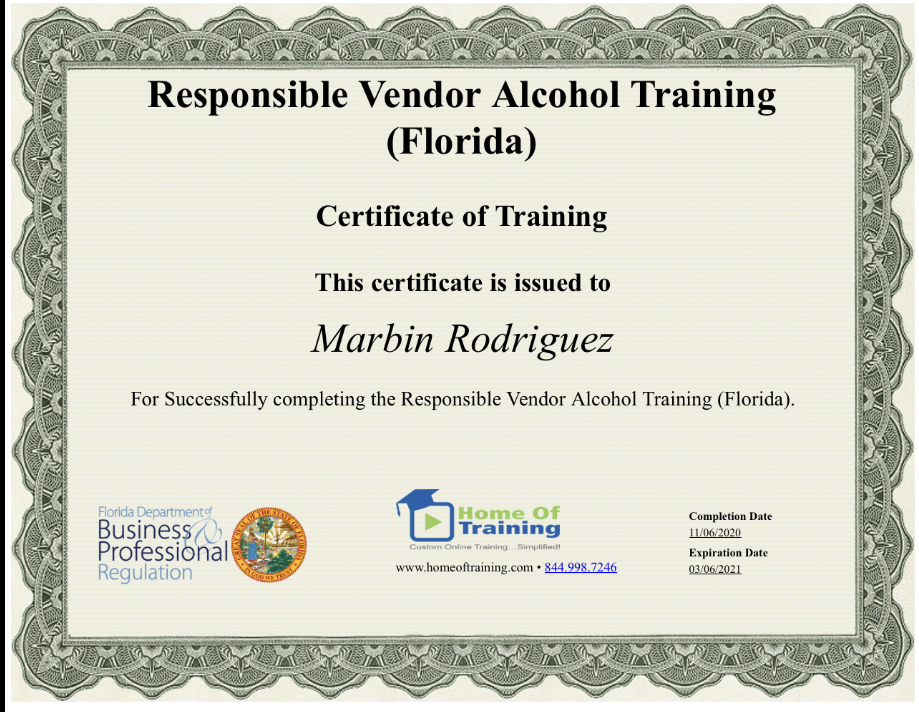 Responsible Vendor Alcohol Training
(Florida)
Certificate of Training
This certificate is issued to
Marbin Rodriguez
For Successfully completing the Responsible Vendor Alcohol Training (Florida).
Florida Department of
Business &
Professional
Regulation
GREAT SEAL OF THE STATE OF FLORIDA
IN GOD WE TRUST
Home Of
Training
Custom Online Training...Simplified!
www.homeoftraining.com • 844.998.7246
Completion Date
11/06/2020
Expiration Date
03/06/2021